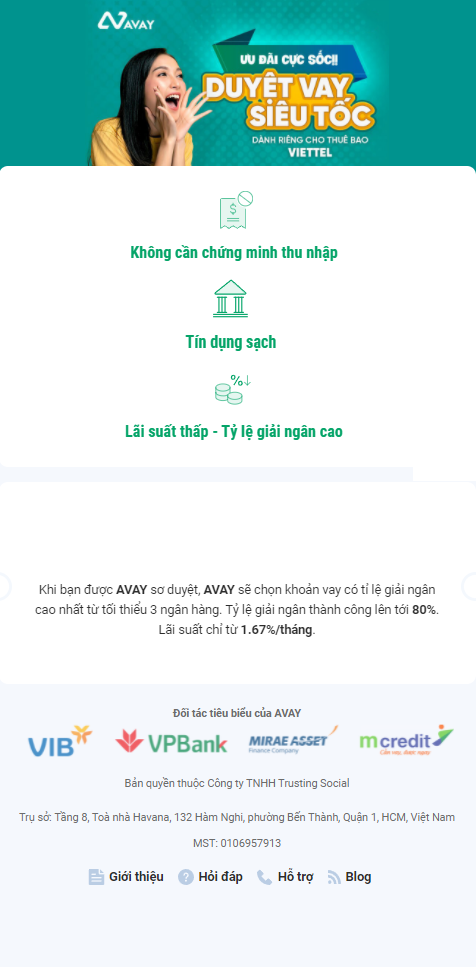 AVAY
ƯU ĐÃI CỰC SỐC!!
DUYỆT VAY
SIÊU TỐC
DÀNH RIÊNG CHO THUÊ BAO
VIETTEL
$
Không cần chứng minh thu nhập
Tín dụng sạch
%↓
Lãi suất thấp - Tỷ lệ giải ngân cao
Khi bạn được AVAY sơ duyệt, AVAY sẽ chọn khoản vay có tỉ lệ giải ngân
cao nhất từ tối thiểu 3 ngân hàng. Tỷ lệ giải ngân thành công lên tới 80%.
Lãi suất chỉ từ 1.67%/tháng.
Đối tác tiêu biểu của AVAY
VIB VPBank MIRAE ASSET mcredit
Finance Company Cần vay, được ngay
Bản quyền thuộc Công ty TNHH Trusting Social
Trụ sở: Tầng 8, Toà nhà Havana, 132 Hàm Nghi, phường Bến Thành, Quận 1, HCM, Việt Nam
MST: 0106957913
Giới thiệu ? Hỏi đáp Hỗ trợ Blog